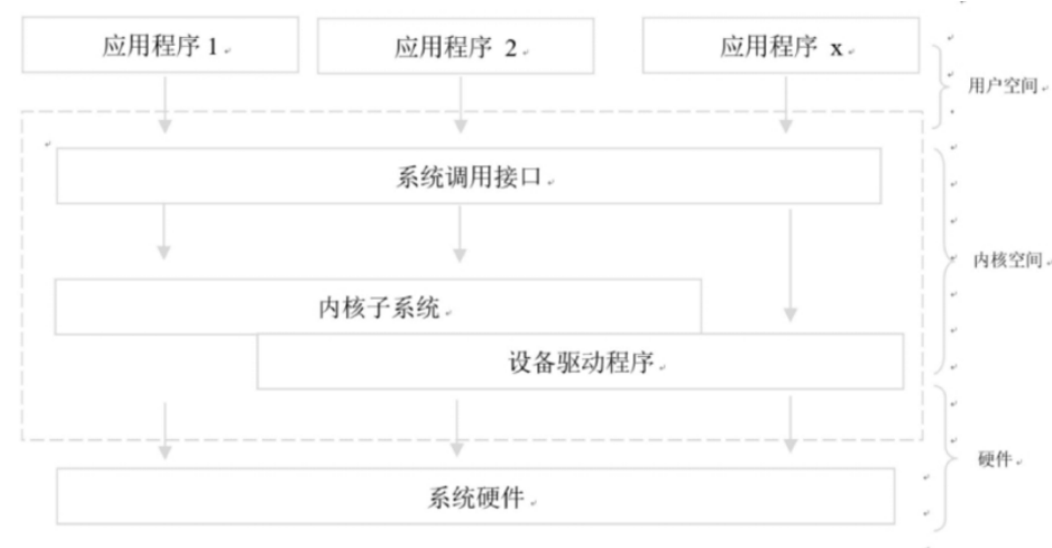 应用程序 1
应用程序 2
应用程序 x
用户空间
系统调用接口
内核空间
内核子系统
设备驱动程序
硬件
系统硬件